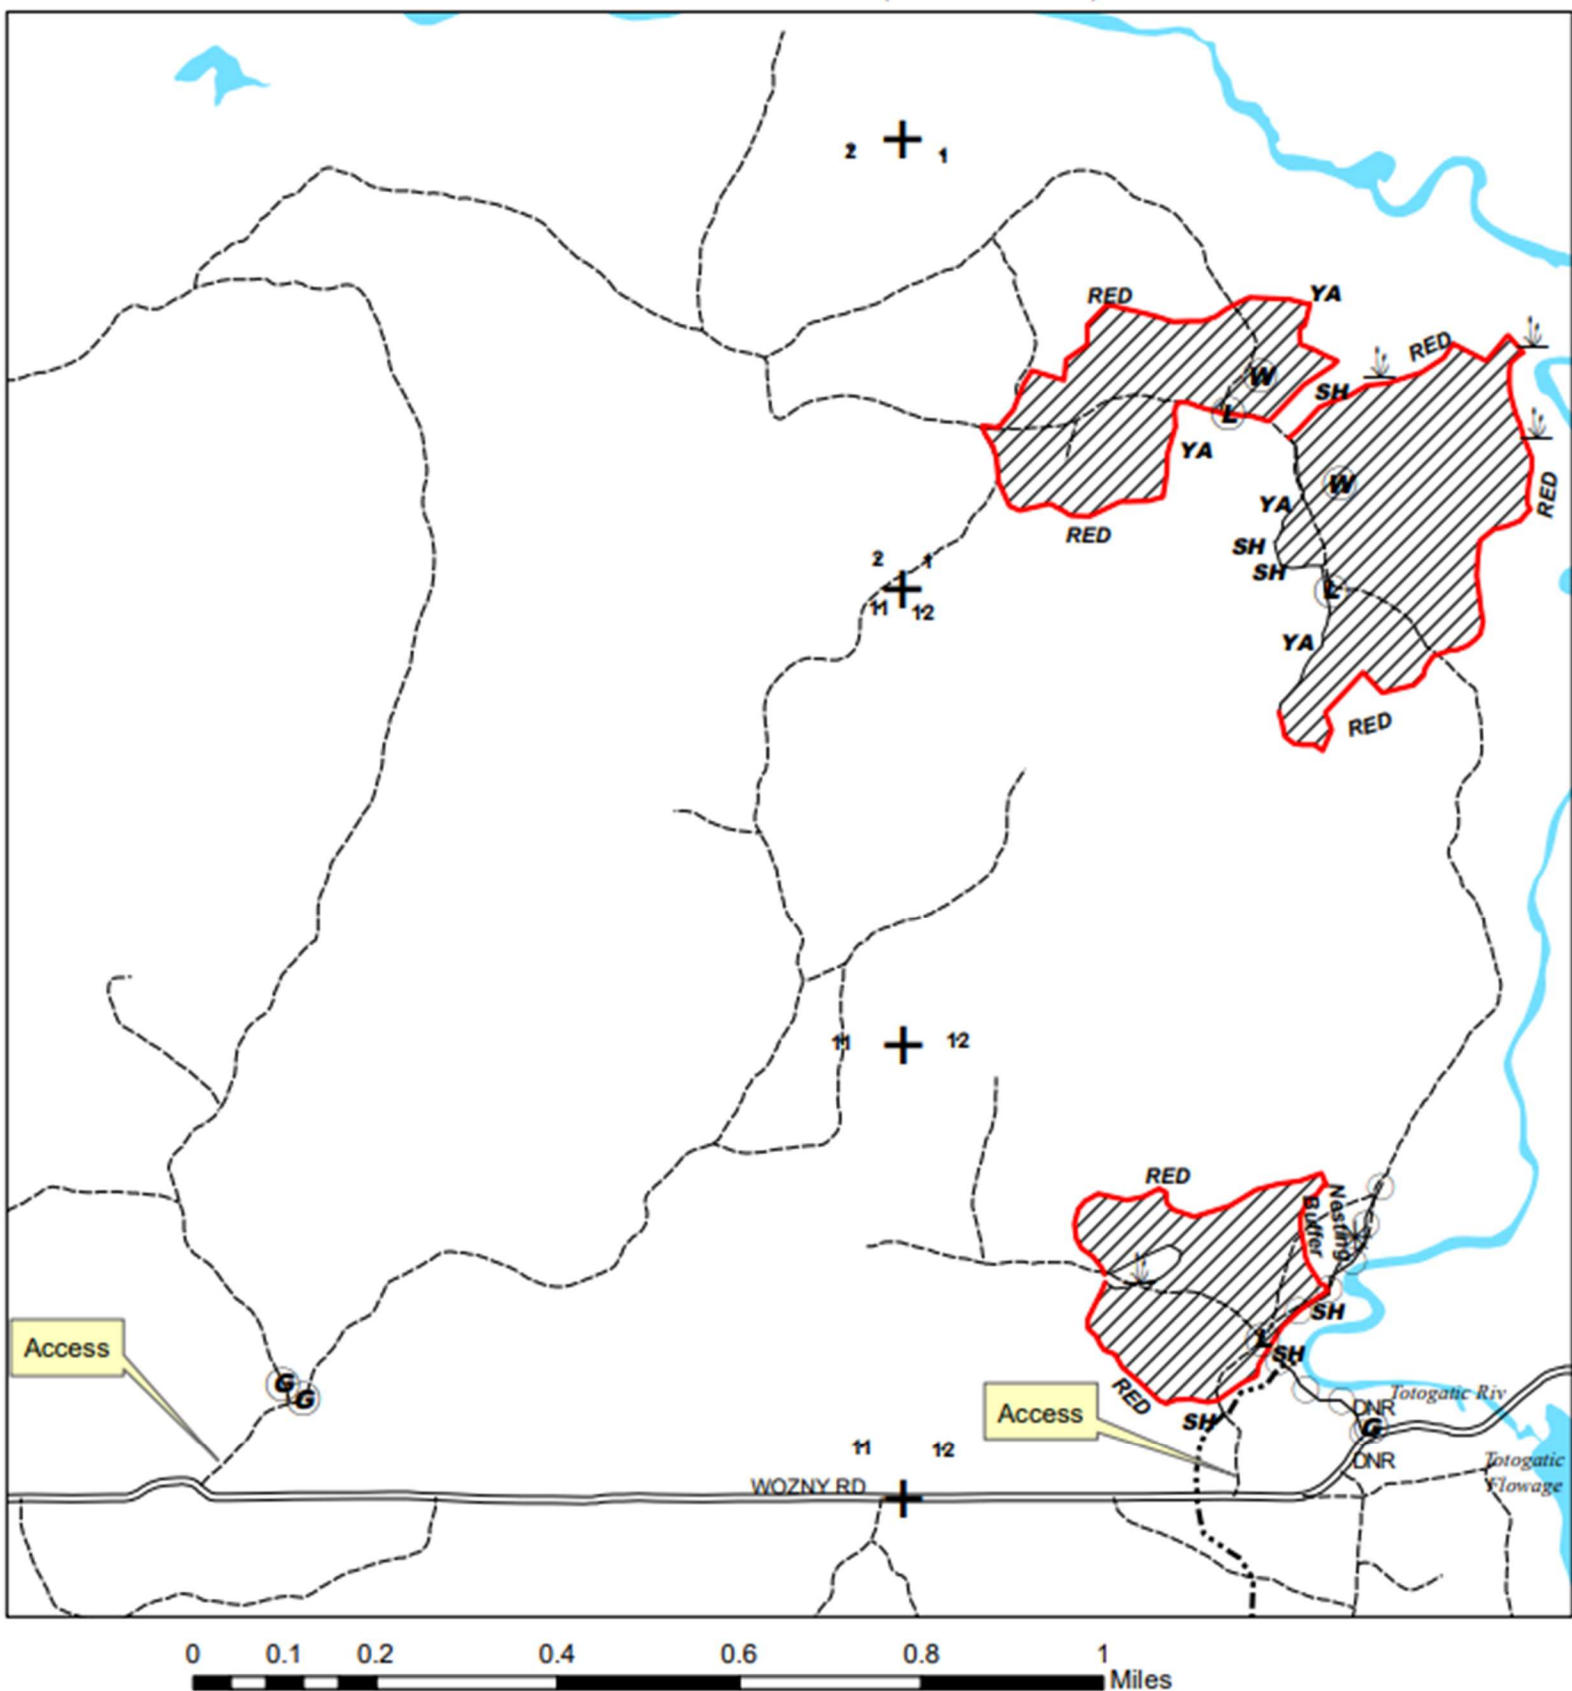 2 1
RED
YA
RED
SH
W
L
YA
W
RED
YA
RED
SH
2 1
SH
L
11 12
YA
RED
11 12
RED
Nesting
Buffer
SH
L
Access
SH
G
G
RED
Totogatic Riv
DNR
Access
SH
G
11 12
DNR
Totogatic
Flowage
WOZNY RD
0 0.1 0.2 0.4 0.6 0.8 1
Miles